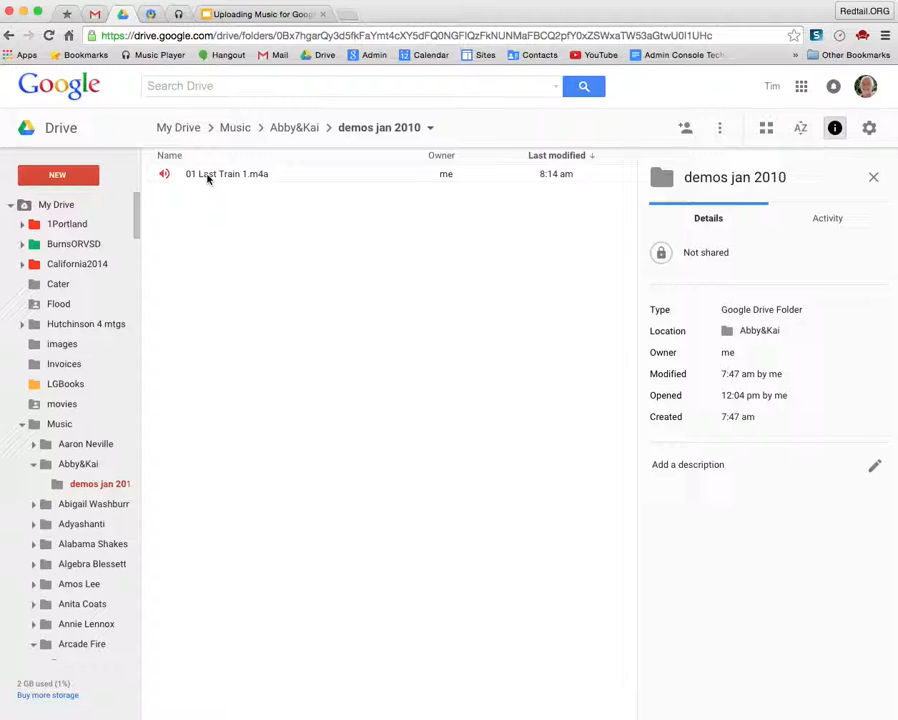 Uploading Music for Goog
Redtail.ORG
https://drive.google.com/drive/folders/0Bx7hgarQy3d5fkFaYmt4cXY5dFQ0NGFIQzFkNUNMaFBCQ2pfY0xZSWxaTW53aGtwU0l1UHc
Apps
Bookmarks
Music Player
Hangout
Mail
Drive
Admin
Maps
Calendar
Sites
Contacts
YouTube
Admin Console Tech
»
Other Bookmarks
Google
Search Drive
Tim
Drive
My Drive > Music > Abby&Kai > demos jan 2010
NEW
Name
Owner
Last modified ↓
01 Last Train 1.m4a
me
8:14 am
My Drive
1Portland
BurnsORVSD
California2014
Cater
Flood
Hutchinson 4 mtgs
images
Invoices
LGBooks
movies
Music
Aaron Neville
Abby&Kai
demos jan 201
Abigail Washburr
Adyashanti
Alabama Shakes
Algebra Blessett
Amos Lee
Anita Coats
Annie Lennox
Arcade Fire
2 GB used (1%)
Buy more storage
demos jan 2010
Details
Activity
Not shared
Type
Google Drive Folder
Location
Abby&Kai
Owner
me
Modified
7:47 am by me
Opened
12:04 pm by me
Created
7:47 am
Add a description